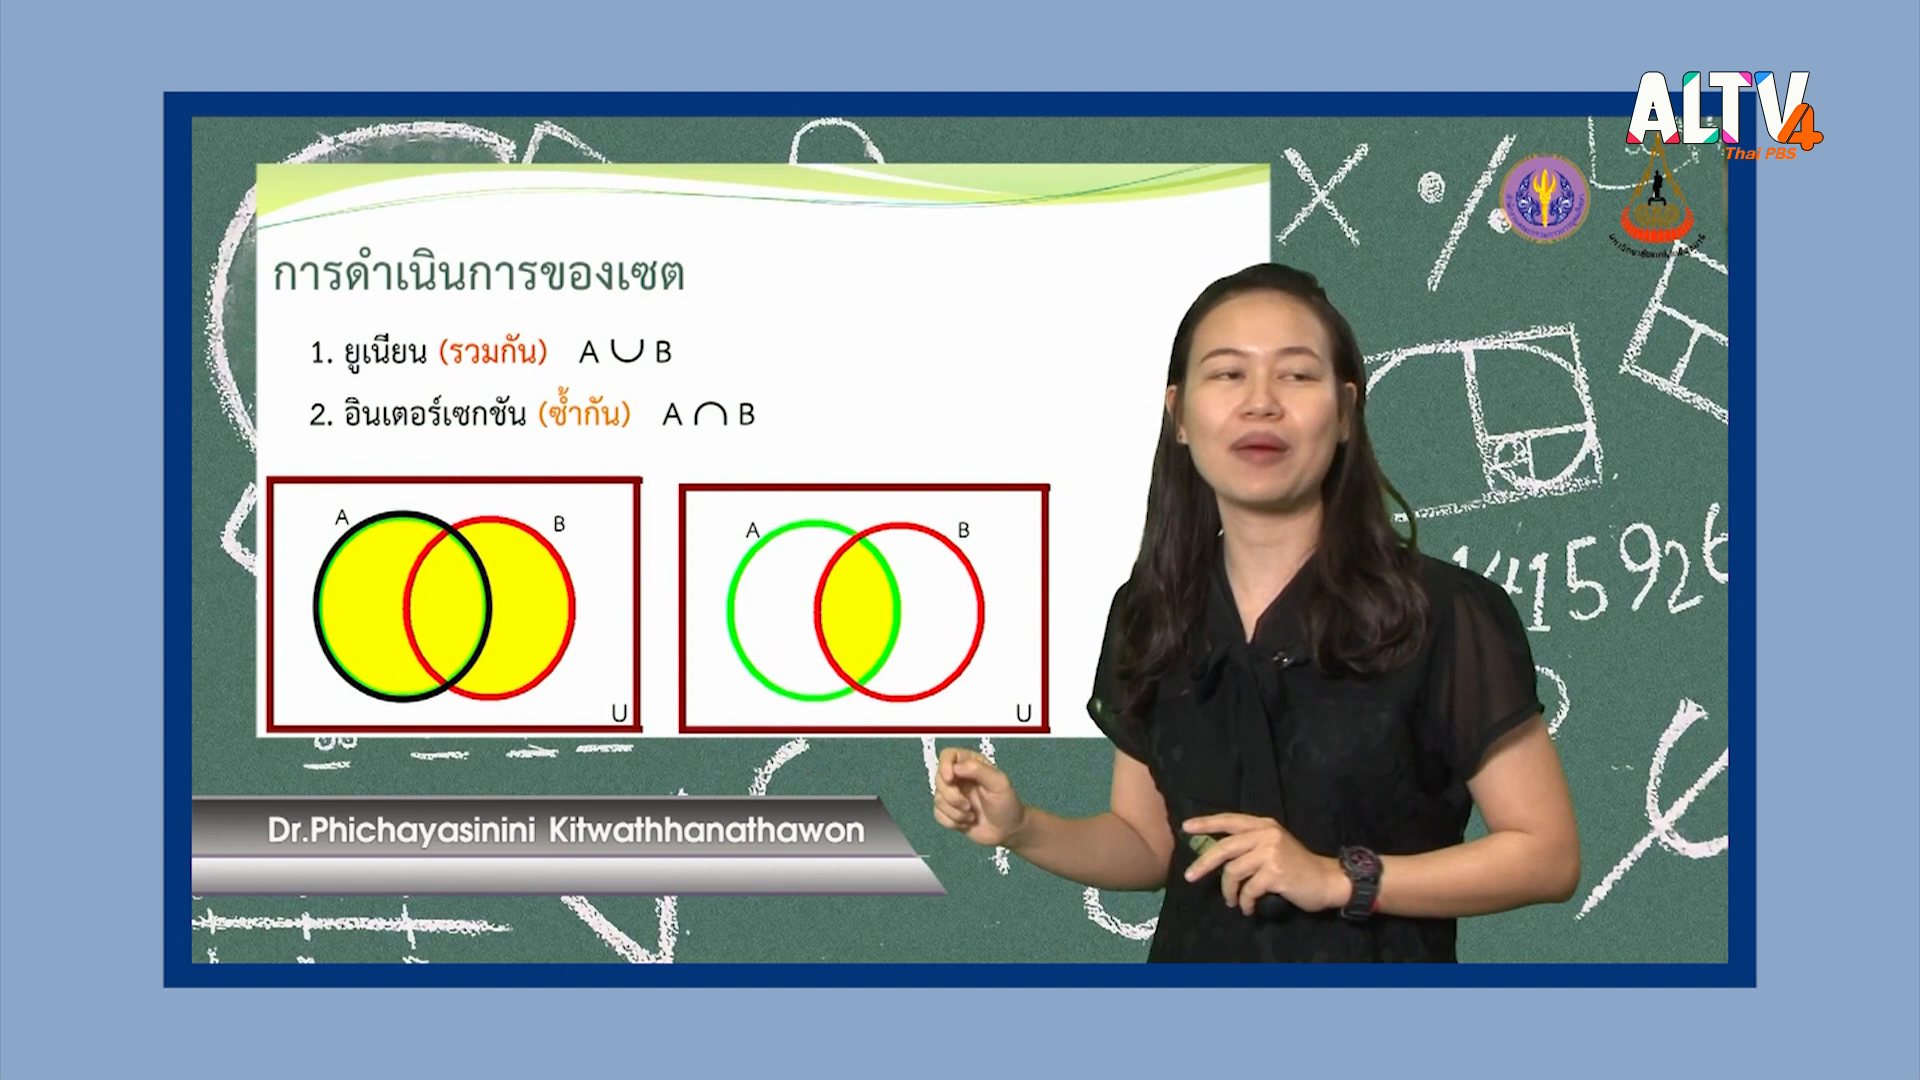 ALTV4
Thai PBS
การดำเนินการของเซต
1. ยูเนียน (รวมกัน) A ∪ B
2. อินเตอร์เซกชัน (ซ้ำกัน) A ∩ B
A B
U
A B
U
X · / .
415926
Dr.Phichayasinini Kitwathhanathawon